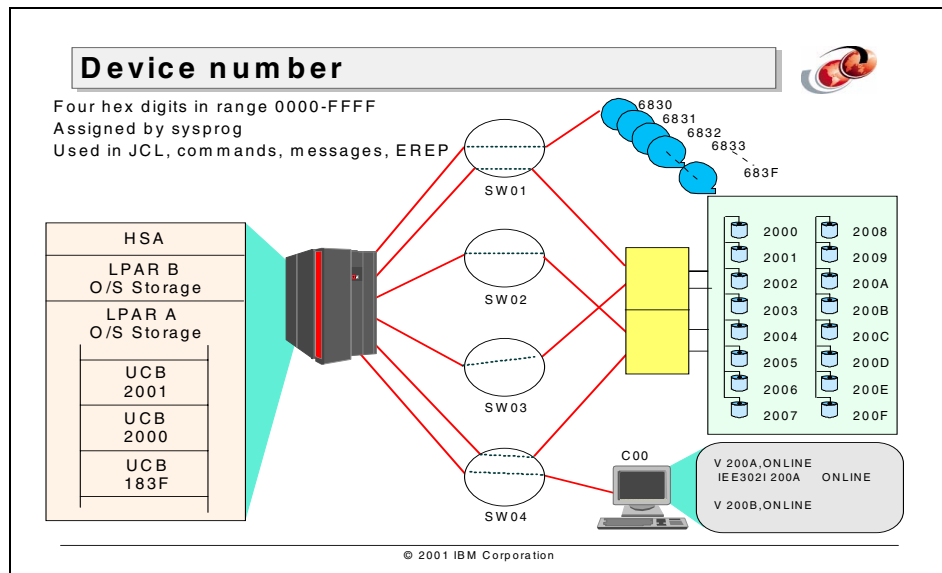 Device number
Four hex digits in range 0000-FFFF
Assigned by sysprog
Used in JCL, commands, messages, EREP
6830
6831
6832
6833
683F
SW01
SW02
SW03
SW04
HSA
LPAR B
O/S Storage
LPAR A
O/S Storage
UCB
2001
UCB
2000
UCB
183F
2000
2001
2002
2003
2004
2005
2006
2007
2008
2009
200A
200B
200C
200D
200E
200F
C00
V 200A,ONLINE
IEE302I 200A ONLINE
V 200B,ONLINE
© 2001 IBM Corporation